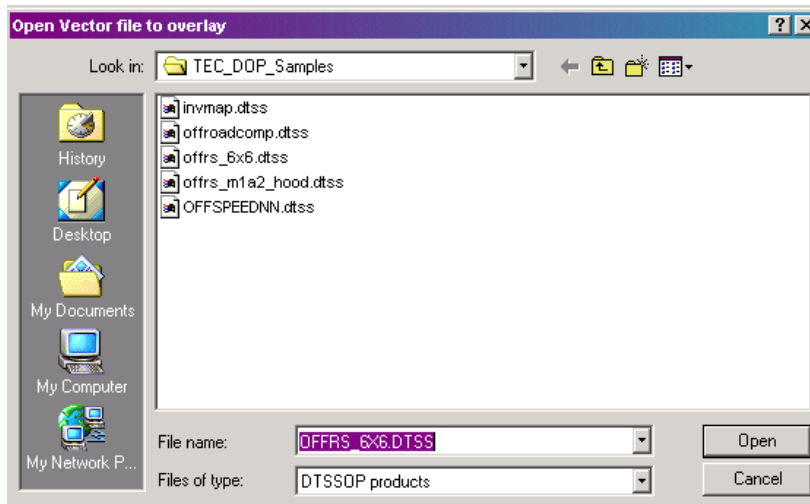 Open Vector file to overlay
Look in: TEC_DOP_Samples
History
Desktop
My Documents
My Computer
My Network P...
invmap.dtss
offroadcomp.dtss
offrs_6x6.dtss
offrs_m1a2_hood.dtss
OFFSPEEDNN.dtss
File name: OFFRS_6X6.DTSS Open
Files of type: DTSSOP products Cancel